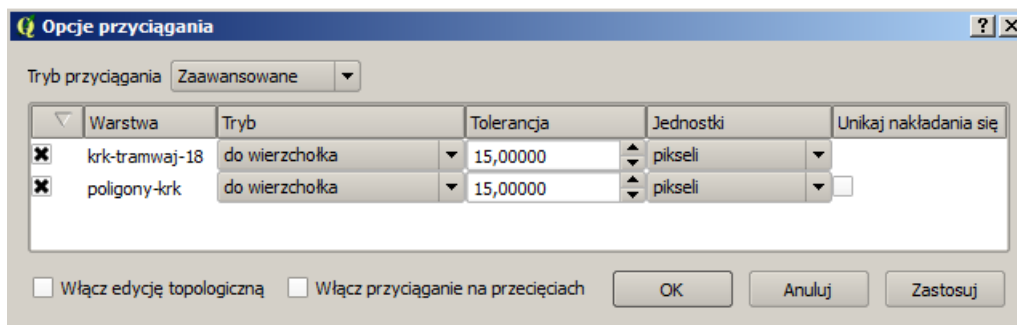 Opcje przyciągania
Tryb przyciągania Zaawansowane
Warstwa Tryb Tolerancja Jednostki Unikaj nakładania się
krk-tramwaj-18 do wierzchołka 15,00000 pikseli
poligony-krk do wierzchołka 15,00000 pikseli
Włącz edycję topologiczną Włącz przyciąganie na przecięciach OK Anuluj Zastosuj